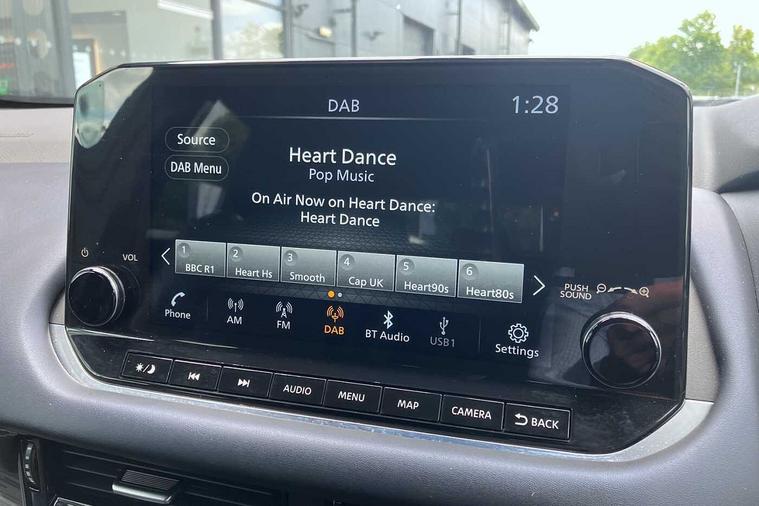 DAB
1:28
Source
DAB Menu
Heart Dance
Pop Music
On Air Now on Heart Dance:
Heart Dance
1
BBC R1
2
Heart Hs
3
Smooth
4
Cap UK
5
Heart90s
6
Heart80s
VOL
PUSH
SOUND
Phone
AM
FM
DAB
BT Audio
USB1
Settings
AUDIO
MENU
MAP
CAMERA
BACK